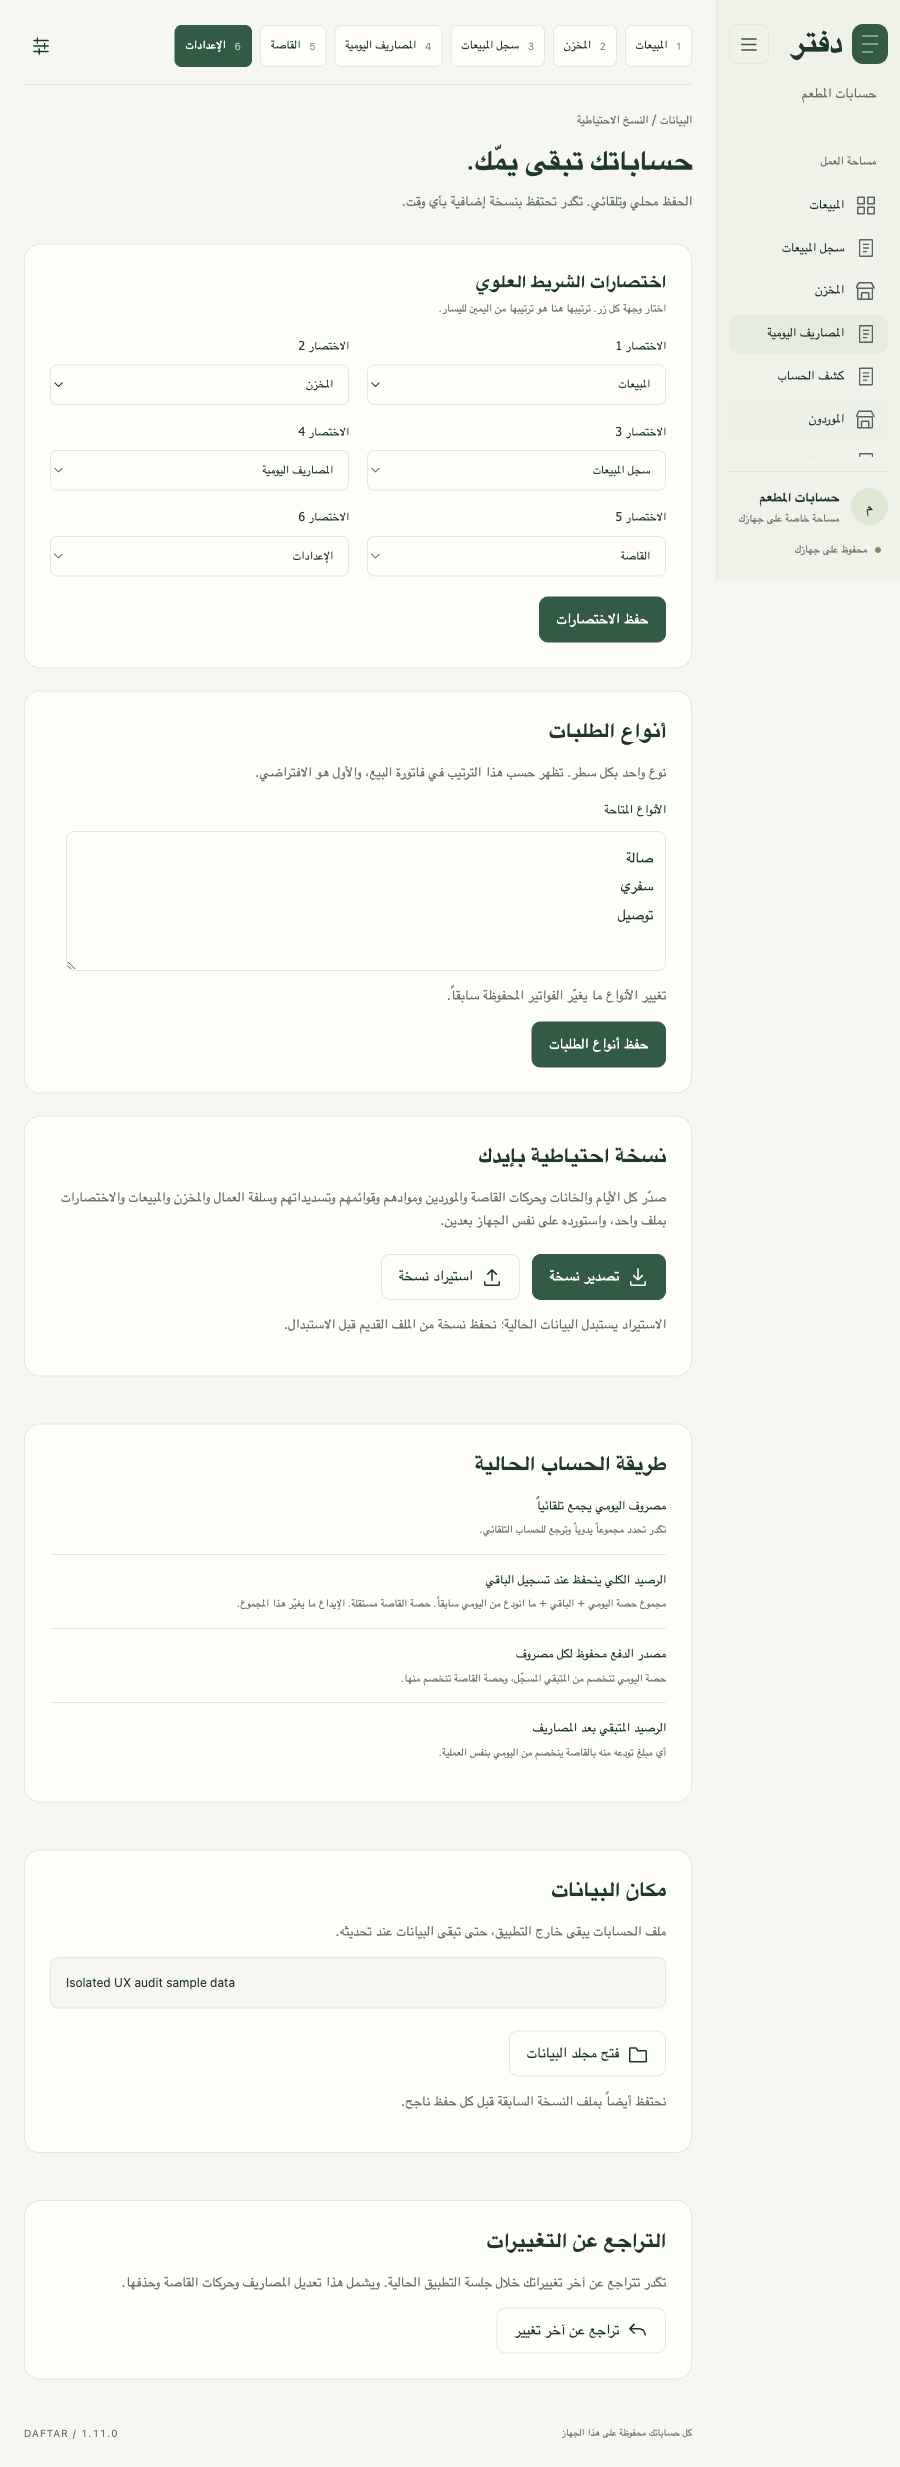 دفتر
حسابات المطعم
مساحة العمل
المبيعات
سجل المبيعات
المخزن
المصاريف اليومية
كشف الحساب
الموردون
م
حسابات المطعم
مساحة خاصة على جهازك
محفوظ على جهازك
1 المبيعات
2 المخزن
3 سجل المبيعات
4 المصاريف اليومية
5 القاصة
6 الإعدادات
البيانات / النسخ الاحتياطية
حساباتك تبقى يمّك.
الحفظ محلي وتلقائي. تگدر تحتفظ بنسخة إضافية بأي وقت.
اختصارات الشريط العلوي
اختار وجهة كل زر. ترتيبها هنا هو ترتيبها من اليمين لليسار.
الاختصار 1
المبيعات
الاختصار 2
المخزن
الاختصار 3
سجل المبيعات
الاختصار 4
المصاريف اليومية
الاختصار 5
القاصة
الاختصار 6
الإعدادات
حفظ الاختصارات
أنواع الطلبات
نوع واحد بكل سطر. تظهر حسب هذا الترتيب في فاتورة البيع، والأول هو الافتراضي.
الأنواع المتاحة
صالة
سفري
توصيل
تغيير الأنواع ما يغيّر الفواتير المحفوظة سابقاً.
حفظ أنواع الطلبات
نسخة احتياطية بإيدك
صدّر كل الأيام والخانات وحركات القاصة والموردين وموادهم وقوائمهم وتسديداتهم وسلفة العمال والمخزن والمبيعات والاختصارات
بملف واحد، واستورده على نفس الجهاز بعدين.
تصدير نسخة
استيراد نسخة
الاستيراد يستبدل البيانات الحالية؛ نحفظ نسخة من الملف القديم قبل الاستبدال.
طريقة الحساب الحالية
مصروف اليومي يجمع تلقائياً
تگدر تحدد مجموعاً يدوياً وترجع للحساب التلقائي.
الرصيد الكلي ينحفظ عند تسجيل الباقي
مجموع حصة اليومي + الباقي + ما انودع من اليومي سابقاً. حصة القاصة مستقلة. الإيداع ما يغيّر هذا المجموع.
مصدر الدفع محفوظ لكل مصروف
حصة اليومي تنخصم من المتبقي المسجّل، وحصة القاصة تنخصم منها.
الرصيد المتبقي بعد المصاريف
أي مبلغ تودعه منه بالقاصة ينخصم من اليومي بنفس العملية.
مكان البيانات
ملف الحسابات يبقى خارج التطبيق، حتى تبقى البيانات عند تحديثه.
Isolated UX audit sample data
فتح مجلد البيانات
نحتفظ أيضاً بملف النسخة السابقة قبل كل حفظ ناجح.
التراجع عن التغييرات
تگدر تتراجع عن آخر تغييراتك خلال جلسة التطبيق الحالية. ويشمل هذا تعديل المصاريف وحركات القاصة وحذفها.
تراجع عن آخر تغيير
كل حساباتك محفوظة على هذا الجهاز
DAFTAR / 1.11.0